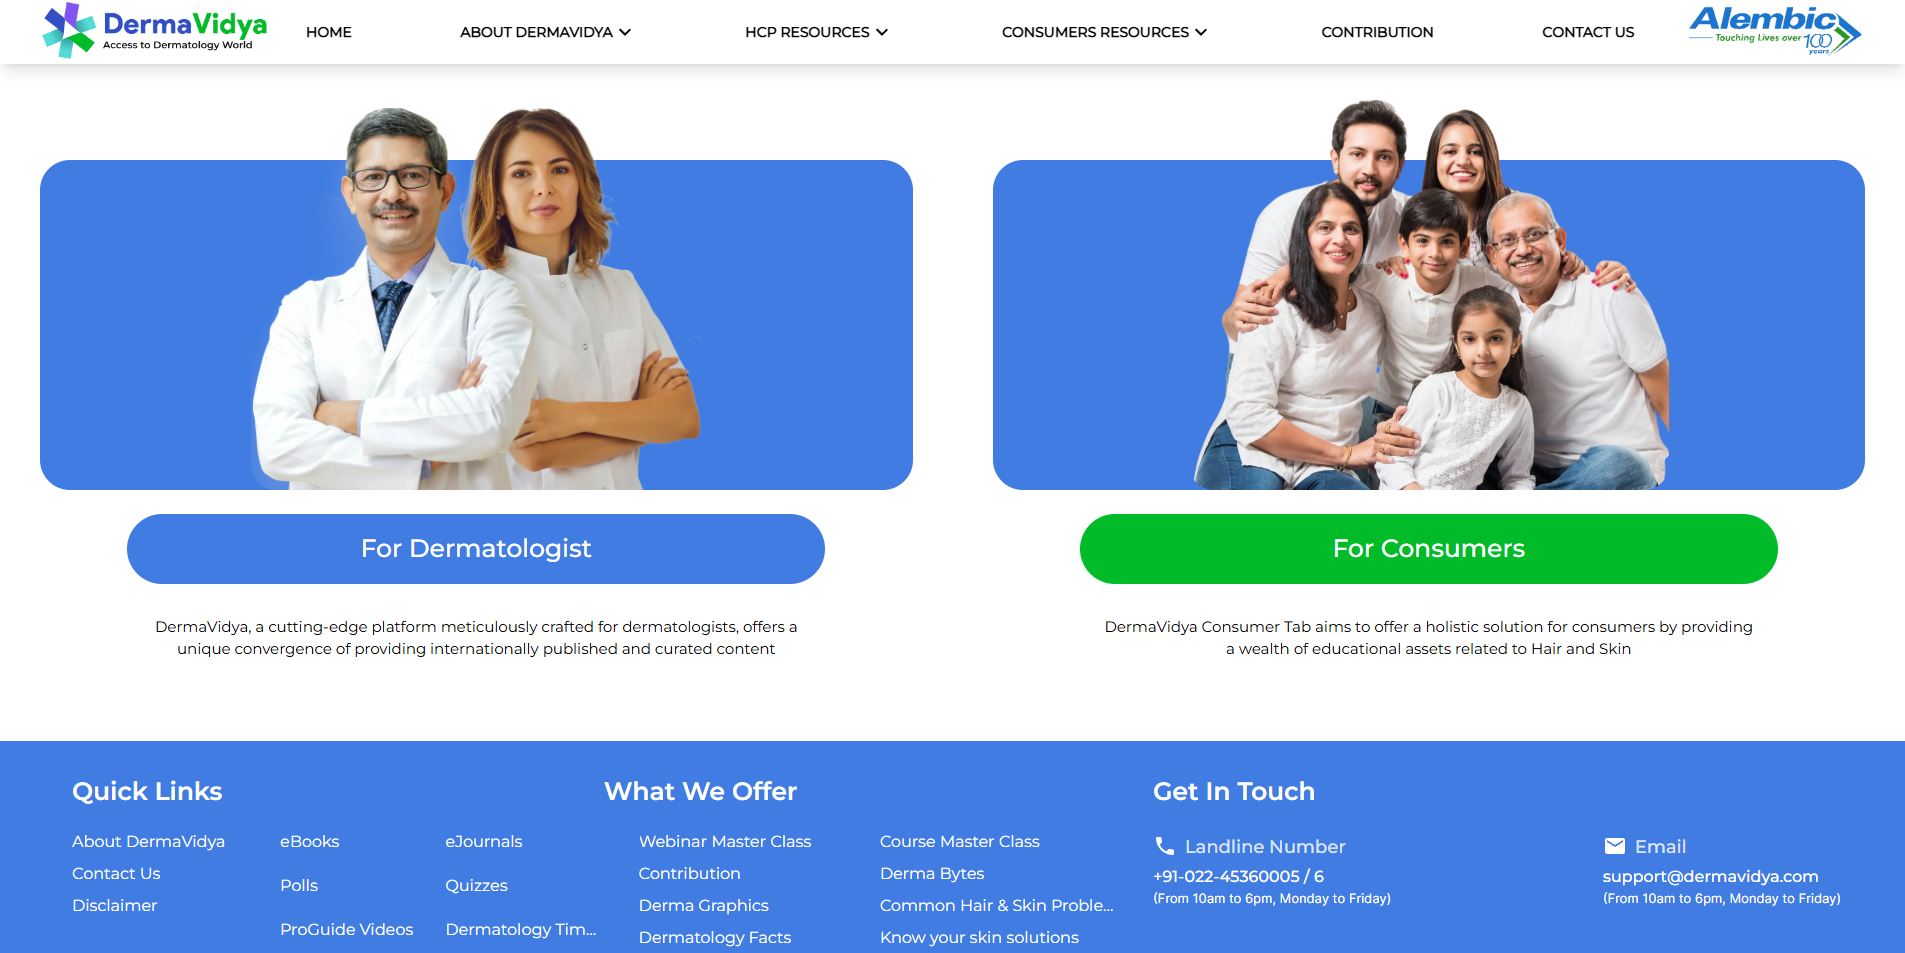 DermaVidya
Access to Dermatology World
HOME
ABOUT DERMAVIDYA
HCP RESOURCES
CONSUMERS RESOURCES
CONTRIBUTION
CONTACT US
Alembic
Touching Lives over 100 years
For Dermatologist
DermaVidya, a cutting-edge platform meticulously crafted for dermatologists, offers a
unique convergence of providing internationally published and curated content
For Consumers
DermaVidya Consumer Tab aims to offer a holistic solution for consumers by providing
a wealth of educational assets related to Hair and Skin
Quick Links
About DermaVidya
Contact Us
Disclaimer
eBooks
Polls
ProGuide Videos
eJournals
Quizzes
Dermatology Tim...
What We Offer
Webinar Master Class
Contribution
Derma Graphics
Dermatology Facts
Course Master Class
Derma Bytes
Common Hair & Skin Proble...
Know your skin solutions
Get In Touch
Landline Number
+91-022-45360005 / 6
(From 10am to 6pm, Monday to Friday)
Email
support@dermavidya.com
(From 10am to 6pm, Monday to Friday)